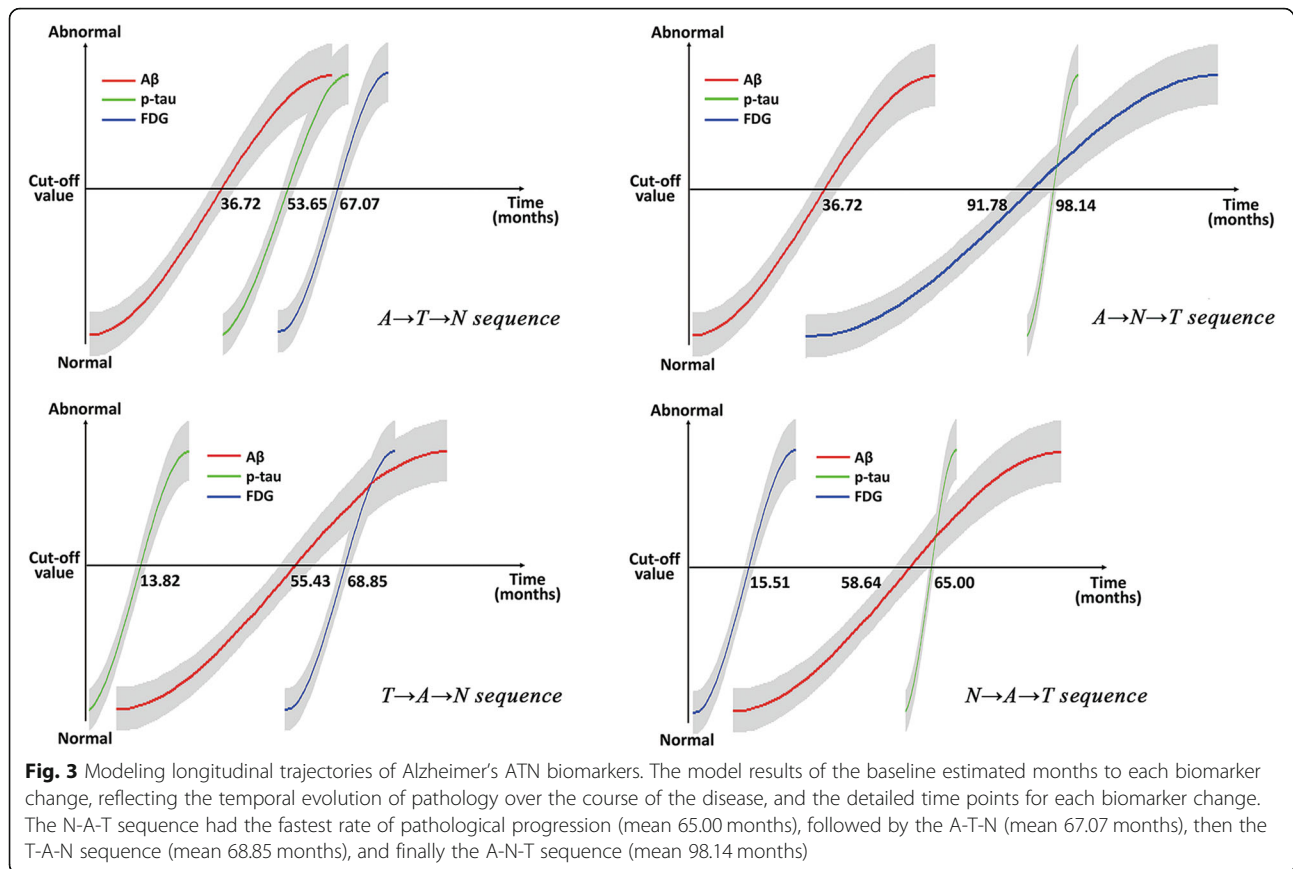 Abnormal
Aβ
p-tau
FDG
Cut-off
value
36.72
53.65
67.07
Time
(months)
A→T→N sequence
Normal
Abnormal
Aβ
p-tau
FDG
Cut-off
value
36.72
91.78
98.14
Time
(months)
A→N→T sequence
Normal
Abnormal
Aβ
p-tau
FDG
Cut-off
value
13.82
55.43
68.85
Time
(months)
T→A→N sequence
Normal
Abnormal
Aβ
p-tau
FDG
Cut-off
value
15.51
58.64
65.00
Time
(months)
N→A→T sequence
Normal
Fig. 3 Modeling longitudinal trajectories of Alzheimer's ATN biomarkers. The model results of the baseline estimated months to each biomarker
change, reflecting the temporal evolution of pathology over the course of the disease, and the detailed time points for each biomarker change.
The N-A-T sequence had the fastest rate of pathological progression (mean 65.00 months), followed by the A-T-N (mean 67.07 months), then the
T-A-N sequence (mean 68.85 months), and finally the A-N-T sequence (mean 98.14 months)